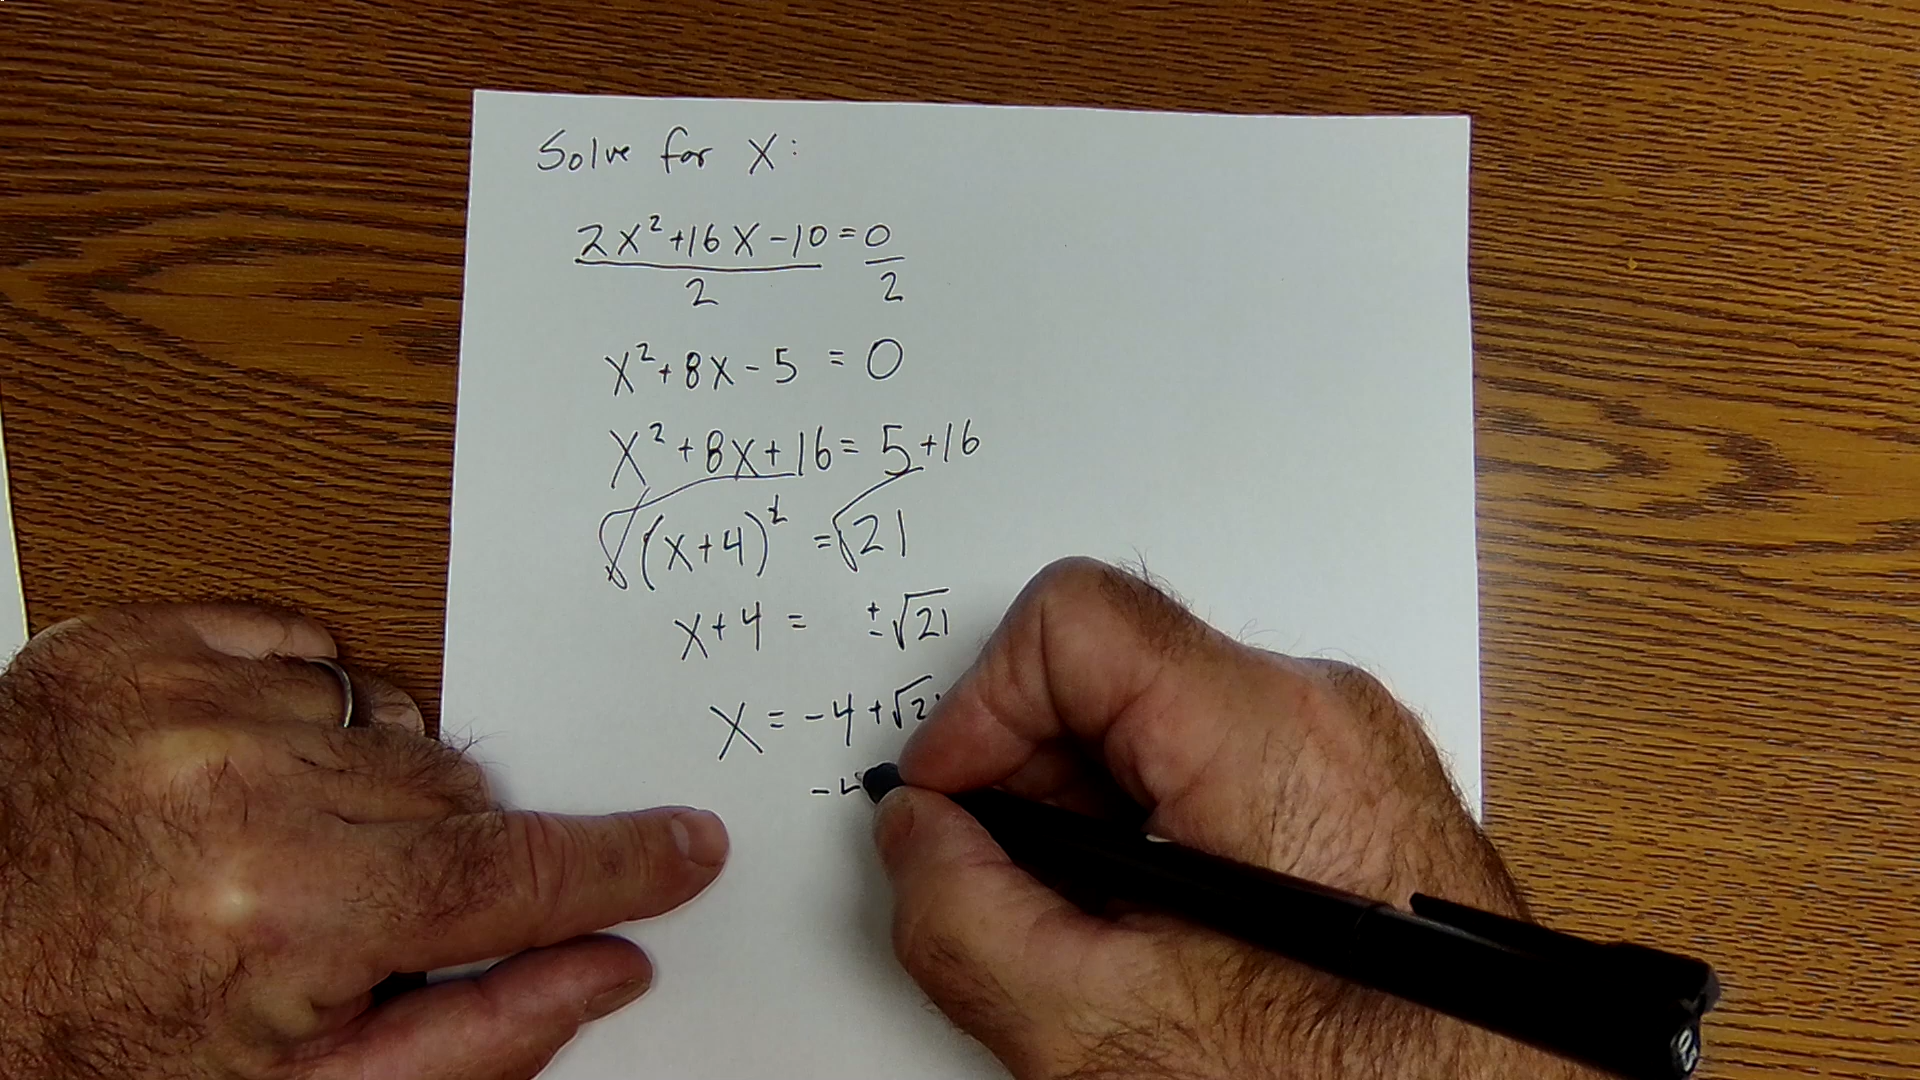 Solve for X:
2X²+16X-10=0
2 2
X²+8X-5 = 0
X²+8X+16=5+16
√(X+4)² =√21
X+4 = ±√21
X = -4+√2
-4